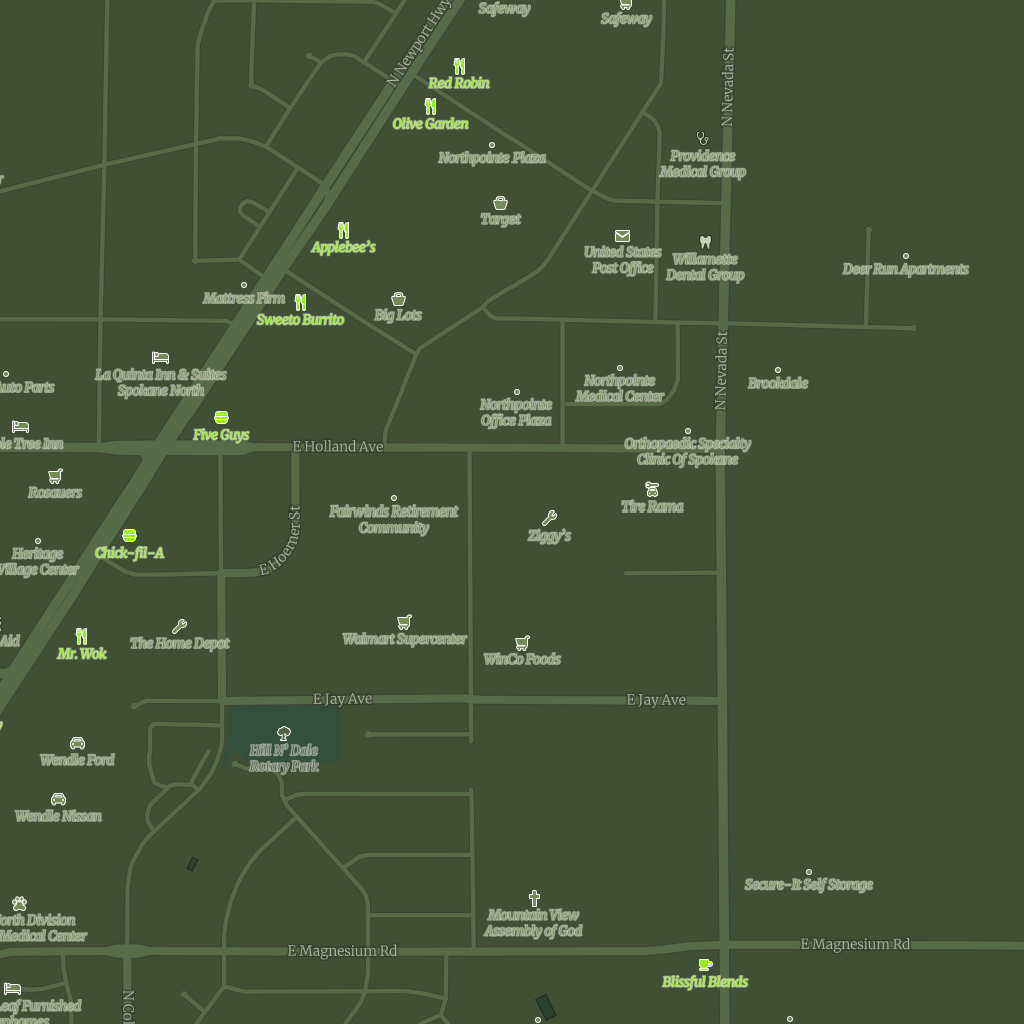 Safeway
Safeway
N Newport Hwy
Red Robin
N Nevada St
Olive Garden
Northpointe Plaza
Providence
Medical Group
Target
Applebee's
United States
Post Office
Willamette
Dental Group
Deer Run Apartments
Mattress Firm
Sweeto Burrito
Big Lots
N Nevada St
La Quinta Inn & Suites
Spokane North
Auto Parts
Northpointe
Medical Center
Brookdale
Northpointe
Office Plaza
Five Guys
E Holland Ave
Tree Inn
Orthopaedic Specialty
Clinic Of Spokane
Rosauers
Fairwinds Retirement
Community
Tire Rama
Ziggy's
E Hoerner St
Chick-fil-A
Heritage
Village Center
Aid
Mr. Wok
The Home Depot
Walmart Supercenter
WinCo Foods
E Jay Ave
E Jay Ave
Hill N' Dale
Rotary Park
Wendle Ford
Wendle Nissan
Secure-It Self Storage
North Division
Medical Center
Mountain View
Assembly of God
E Magnesium Rd
E Magnesium Rd
Blissful Blends
Leaf Furnished
N Col